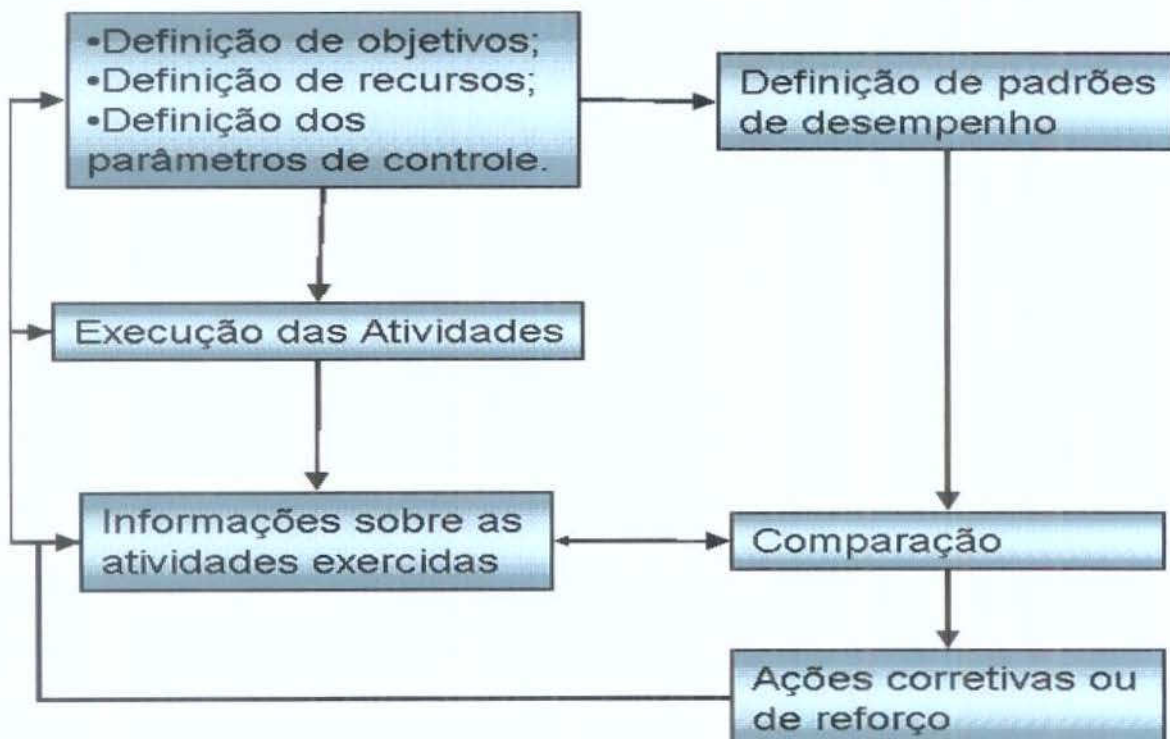 •Definição de objetivos;
•Definição de recursos;
•Definição dos
parâmetros de controle.
Definição de padrões
de desempenho
Execução das Atividades
Informações sobre as
atividades exercidas
Comparação
Ações corretivas ou
de reforço